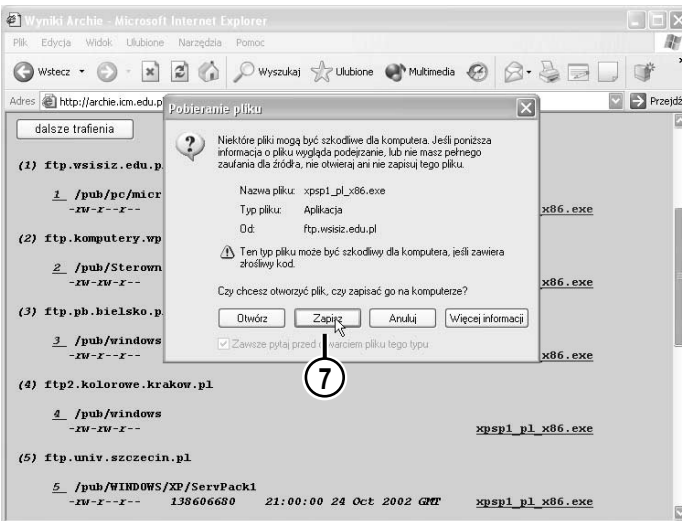 Wyniki Archie - Microsoft Internet Explorer
Plik Edycja Widok Ulubione Narzędzia Pomoc
Wstecz Wyszukaj Ulubione Multimedia
Adres http://archie.icm.edu.p Przejdź
dalsze trafienia
Pobieranie pliku
Niektóre pliki mogą być szkodliwe dla komputera. Jeśli poniższa
informacja o pliku wygląda podejrzanie, lub nie masz pełnego
zaufania dla źródła, nie otwieraj ani nie zapisuj tego pliku.
Nazwa pliku: xpsp1_pl_x86.exe
Typ pliku: Aplikacja
Od: ftp.wsisiz.edu.pl
Ten typ pliku może być szkodliwy dla komputera, jeśli zawiera
złośliwy kod.
Czy chcesz otworzyć plik, czy zapisać go na komputerze?
Otwórz Zapisz Anuluj Więcej informacji
Zawsze pytaj przed otwarciem pliku tego typu
7
(1) ftp.wsisiz.edu.p
1 /pub/pc/micr
-rw-r--r-- x86.exe
(2) ftp.komputery.wp
2 /pub/Sterown
-rw-rw-r-- x86.exe
(3) ftp.pb.bielsko.p
3 /pub/windows
-rw-r--r-- x86.exe
(4) ftp2.kolorowe.krakow.pl
4 /pub/windows
-rw-rw-r-- xpsp1_pl_x86.exe
(5) ftp.univ.szczecin.pl
5 /pub/WINDOWS/XP/ServPack1
-rw-r--r-- 138606680 21:00:00 24 Oct 2002 GMT xpsp1_pl_x86.exe